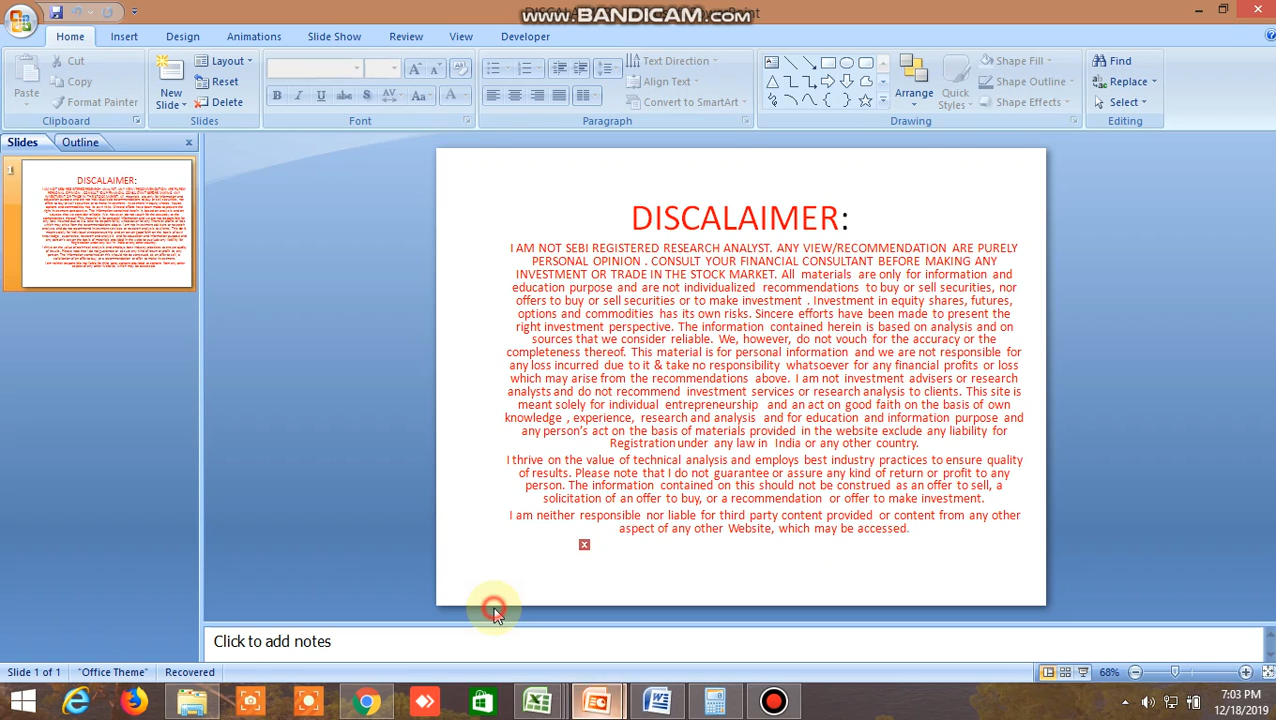 www.BANDICAM.com
Home Insert Design Animations Slide Show Review View Developer
Paste
Cut
Copy
Format Painter
Clipboard
New Slide
Layout
Reset
Delete
Slides
Font
Text Direction
Align Text
Convert to SmartArt
Paragraph
Arrange
Quick Styles
Shape Fill
Shape Outline
Shape Effects
Drawing
Find
Replace
Select
Editing
Slides Outline
1
DISCALAIMER:
DISCALAIMER:
I AM NOT SEBI REGISTERED RESEARCH ANALYST. ANY VIEW/RECOMMENDATION ARE PURELY
PERSONAL OPINION . CONSULT YOUR FINANCIAL CONSULTANT BEFORE MAKING ANY
INVESTMENT OR TRADE IN THE STOCK MARKET. All materials are only for information and
education purpose and are not individualized recommendations to buy or sell securities, nor
offers to buy or sell securities or to make investment . Investment in equity shares, futures,
options and commodities has its own risks. Sincere efforts have been made to present the
right investment perspective. The information contained herein is based on analysis and on
sources that we consider reliable. We, however, do not vouch for the accuracy or the
completeness thereof. This material is for personal information and we are not responsible for
any loss incurred due to it & take no responsibility whatsoever for any financial profits or loss
which may arise from the recommendations above. I am not investment advisers or research
analysts and do not recommend investment services or research analysis to clients. This site is
meant solely for individual entrepreneurship and an act on good faith on the basis of own
knowledge , experience, research and analysis and for education and information purpose and
any person's act on the basis of materials provided in the website exclude any liability for
Registration under any law in India or any other country.
I thrive on the value of technical analysis and employs best industry practices to ensure quality
of results. Please note that I do not guarantee or assure any kind of return or profit to any
person. The information contained on this should not be construed as an offer to sell, a
solicitation of an offer to buy, or a recommendation or offer to make investment.
I am neither responsible nor liable for third party content provided or content from any other
aspect of any other Website, which may be accessed.
Click to add notes
Slide 1 of 1 "Office Theme" Recovered 68%
7:03 PM
12/18/2019